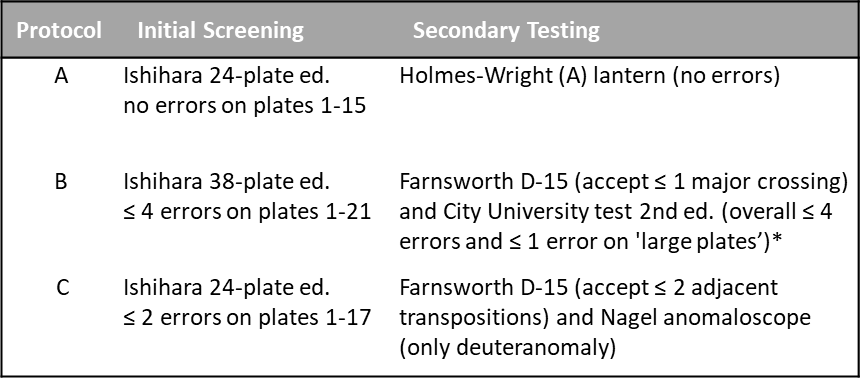 Protocol Initial Screening Secondary Testing
A Ishihara 24-plate ed. Holmes-Wright (A) lantern (no errors)
no errors on plates 1-15
B Ishihara 38-plate ed. Farnsworth D-15 (accept ≤ 1 major crossing)
≤ 4 errors on plates 1-21 and City University test 2nd ed. (overall ≤ 4
errors and ≤ 1 error on 'large plates’)*
C Ishihara 24-plate ed. Farnsworth D-15 (accept ≤ 2 adjacent
≤ 2 errors on plates 1-17 transpositions) and Nagel anomaloscope
(only deuteranomaly)